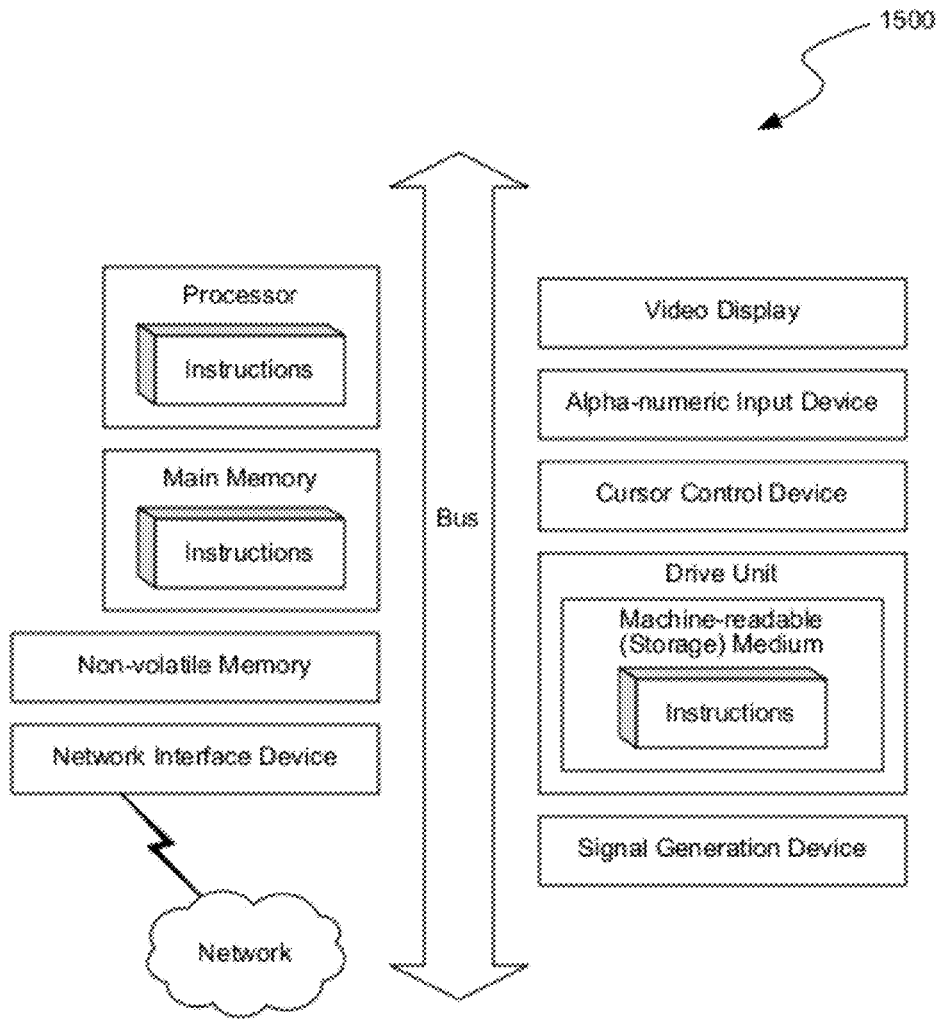 1500
Processor
Instructions
Main Memory
Instructions
Non-volatile Memory
Network Interface Device
Network
Bus
Video Display
Alpha-numeric Input Device
Cursor Control Device
Drive Unit
Machine-readable
(Storage) Medium
Instructions
Signal Generation Device